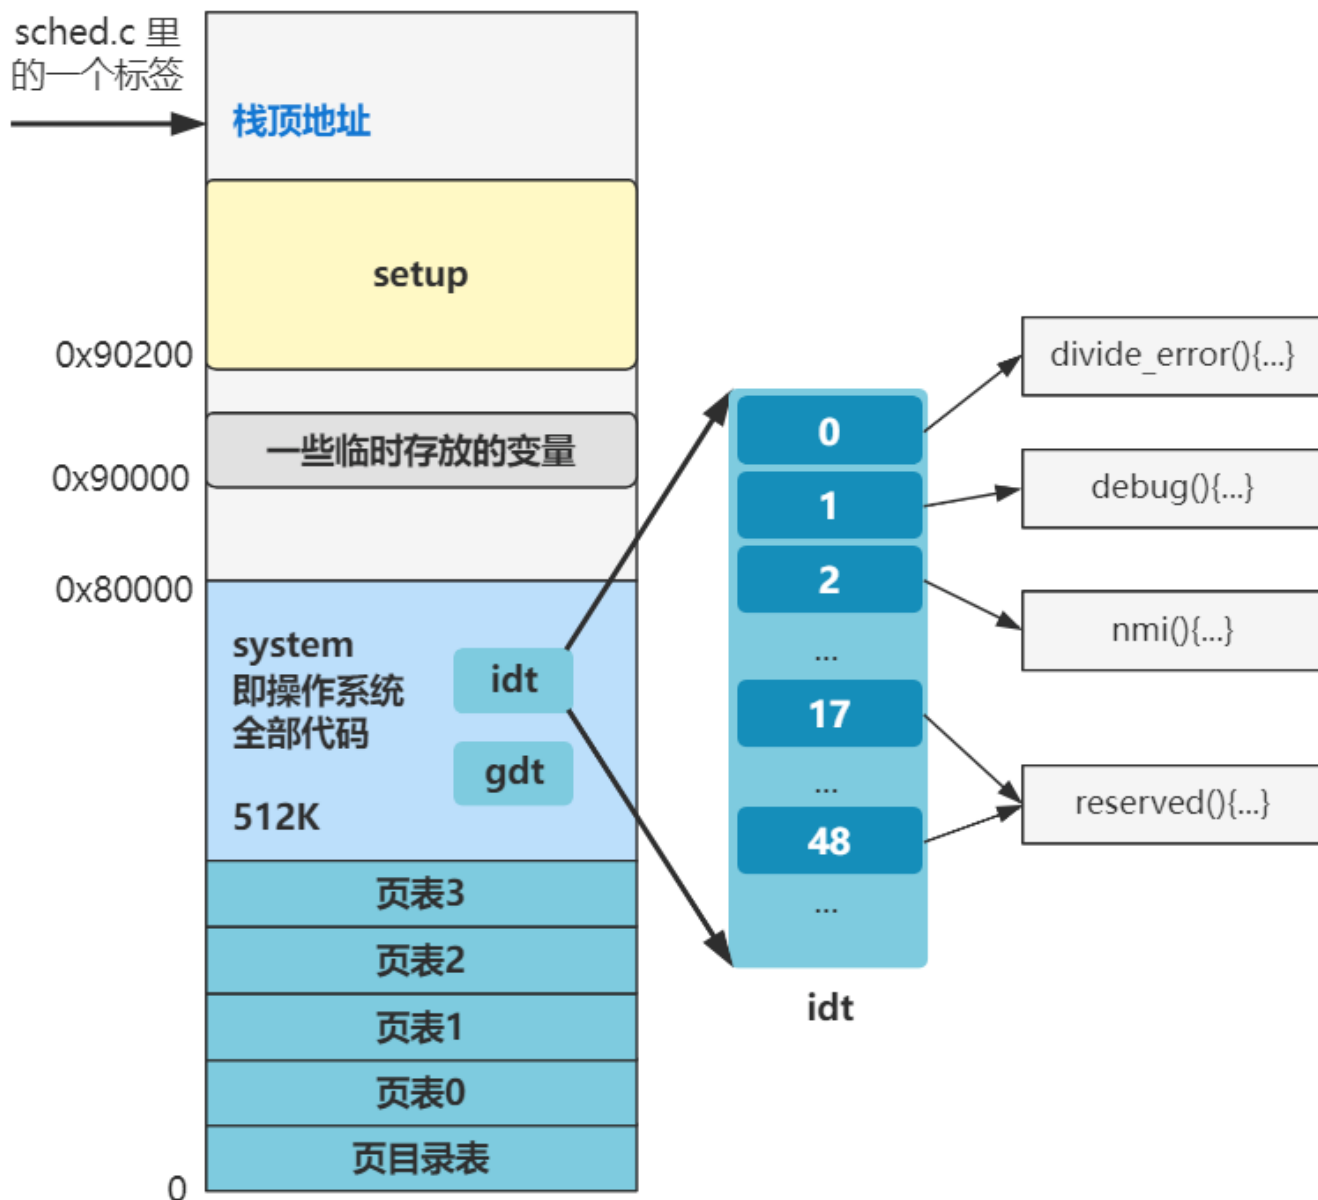 sched.c 里
的一个标签
栈顶地址
setup
0x90200
一些临时存放的变量
0x90000
0x80000
system
即操作系统
全部代码
512K
idt
gdt
页表3
页表2
页表1
页表0
页目录表
0
0
1
2
...
17
...
48
...
idt
divide_error(){...}
debug(){...}
nmi(){...}
reserved(){...}